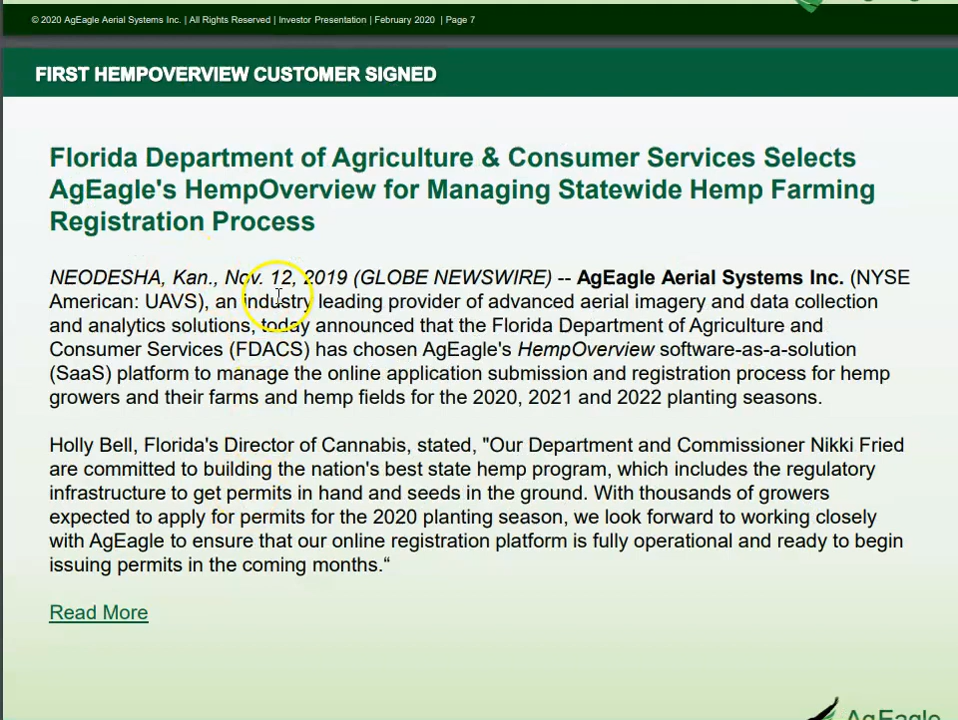 © 2020 AgEagle Aerial Systems Inc. | All Rights Reserved | Investor Presentation | February 2020 | Page 7
FIRST HEMPOVERVIEW CUSTOMER SIGNED
Florida Department of Agriculture & Consumer Services Selects
AgEagle's HempOverview for Managing Statewide Hemp Farming
Registration Process
NEODESHA, Kan., Nov. 12, 2019 (GLOBE NEWSWIRE) -- AgEagle Aerial Systems Inc. (NYSE
American: UAVS), an industry leading provider of advanced aerial imagery and data collection
and analytics solutions, today announced that the Florida Department of Agriculture and
Consumer Services (FDACS) has chosen AgEagle's HempOverview software-as-a-solution
(SaaS) platform to manage the online application submission and registration process for hemp
growers and their farms and hemp fields for the 2020, 2021 and 2022 planting seasons.
Holly Bell, Florida's Director of Cannabis, stated, "Our Department and Commissioner Nikki Fried
are committed to building the nation's best state hemp program, which includes the regulatory
infrastructure to get permits in hand and seeds in the ground. With thousands of growers
expected to apply for permits for the 2020 planting season, we look forward to working closely
with AgEagle to ensure that our online registration platform is fully operational and ready to begin
issuing permits in the coming months.“
Read More
AgEagle